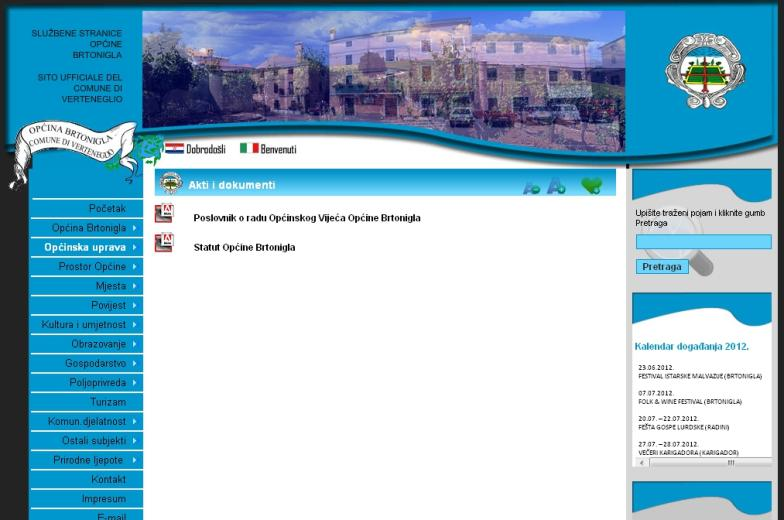 SLUŽBENE STRANICE
OPĆINE
BRTONIGLA
SITO UFFICIALE DEL
COMUNE DI
VERTENEGLIO
OPĆINA BRTONIGLA
COMUNE DI VERTENEGLIO
Dobrodošli
Benvenuti
Početak
Općina Brtonigla
Općinska uprava
Prostor Općine
Mjesta
Povijest
Kultura i umjetnost
Obrazovanje
Gospodarstvo
Poljoprivreda
Turizam
Komun.djelatnost
Ostali subjekti
Prirodne ljepote
Kontakt
Impresum
E-mail
Akti i dokumenti
Poslovnik o radu Općinskog Vijeća Općine Brtonigla
Statut Općine Brtonigla
Upišite traženi pojam i kliknite gumb
Pretraga
Pretraga
Kalendar događanja 2012.
23.06.2012.
FESTIVAL ISTARSKE MALVAZIJE (BRTONIGLA)
07.07.2012.
FOLK & WINE FESTIVAL (BRTONIGLA)
20.07. –22.07.2012.
FEŠTA GOSPE LURDSKE (RADINI)
27.07. –28.07.2012.
VEČERI KARIGADORA (KARIGADOR)